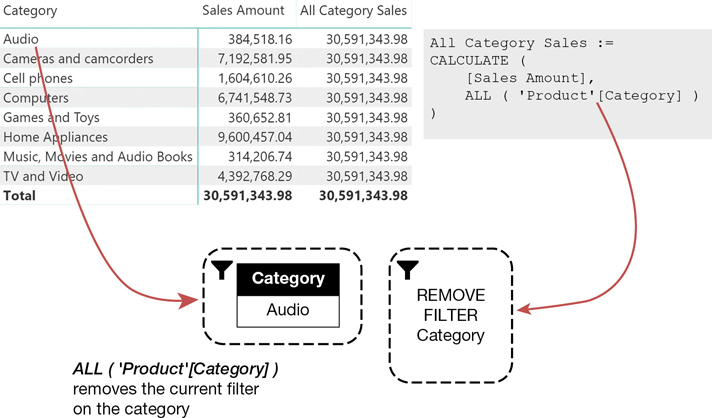 Category Sales Amount All Category Sales
Audio 384,518.16 30,591,343.98
Cameras and camcorders 7,192,581.95 30,591,343.98
Cell phones 1,604,610.26 30,591,343.98
Computers 6,741,548.73 30,591,343.98
Games and Toys 360,652.81 30,591,343.98
Home Appliances 9,600,457.04 30,591,343.98
Music, Movies and Audio Books 314,206.74 30,591,343.98
TV and Video 4,392,768.29 30,591,343.98
Total 30,591,343.98 30,591,343.98
All Category Sales :=
CALCULATE (
[Sales Amount],
ALL ( 'Product'[Category] )
)
Category
Audio
REMOVE
FILTER
Category
ALL ( 'Product'[Category] )
removes the current filter
on the category